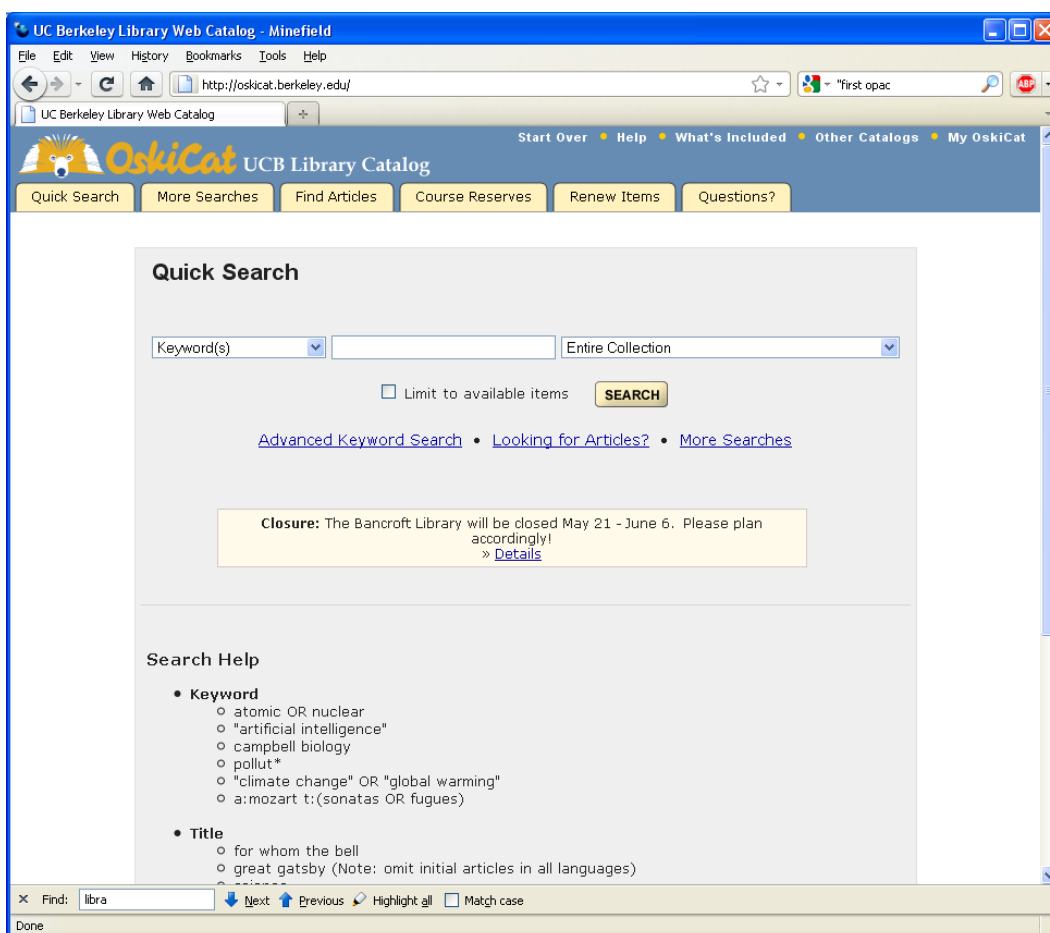 UC Berkeley Library Web Catalog - Minefield
File Edit View History Bookmarks Tools Help
http://oskicat.berkeley.edu/ "first opac ABP
UC Berkeley Library Web Catalog
Start Over • Help • What's Included • Other Catalogs • My OskiCat
OskiCat UCB Library Catalog
Quick Search More Searches Find Articles Course Reserves Renew Items Questions?
Quick Search
Keyword(s) Entire Collection
Limit to available items SEARCH
Advanced Keyword Search • Looking for Articles? • More Searches
Closure: The Bancroft Library will be closed May 21 - June 6. Please plan
accordingly!
» Details
Search Help
• Keyword
atomic OR nuclear
"artificial intelligence"
campbell biology
pollut*
"climate change" OR "global warming"
a:mozart t:(sonatas OR fugues)
• Title
for whom the bell
great gatsby (Note: omit initial articles in all languages)
× Find: libra Next Previous Highlight all Match case
Done